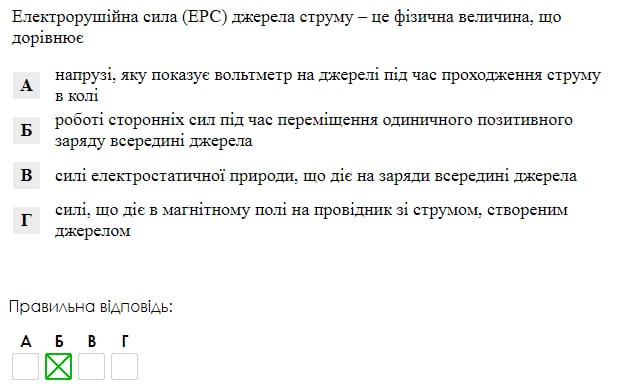 Електрорушійна сила (ЕРС) джерела струму – це фізична величина, що
дорівнює
А напрузі, яку показує вольтметр на джерелі під час проходження струму
в колі
Б роботі сторонніх сил під час переміщення одиничного позитивного
заряду всередині джерела
В силі електростатичної природи, що діє на заряди всередині джерела
Г силі, що діє в магнітному полі на провідник зі струмом, створеним
джерелом
Правильна відповідь:
А Б В Г